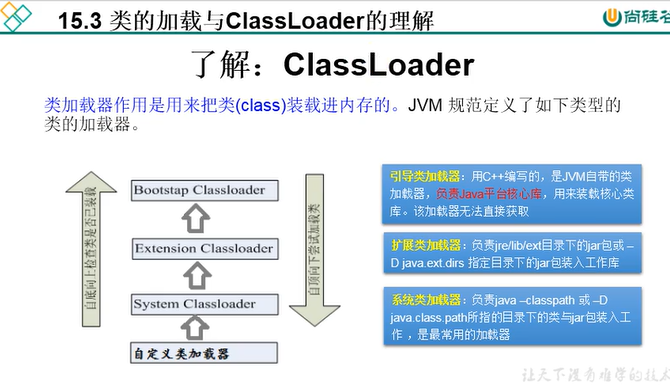 15.3 类的加载与ClassLoader的理解
尚硅谷
了解：ClassLoader
类加载器作用是用来把类(class)装载进内存的。JVM 规范定义了如下类型的
类的加载器。
自底向上检查类是否已装载
Bootstap Classloader
Extension Classloader
System Classloader
自定义类加载器
自顶向下尝试加载类
引导类加载器：用C++编写的，是JVM自带的类
加载器，负责Java平台核心库，用来装载核心类
库。该加载器无法直接获取
扩展类加载器：负责jre/lib/ext目录下的jar包或 –
D java.ext.dirs 指定目录下的jar包装入工作库
系统类加载器：负责java –classpath 或 –D
java.class.path所指的目录下的类与jar包装入工
作 ，是最常用的加载器
让天下没有难学的技术